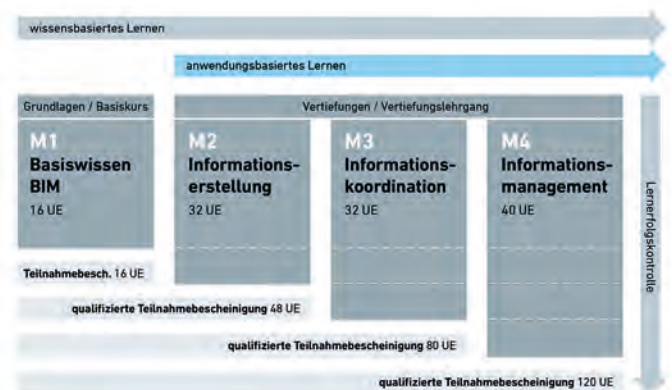 wissensbasiertes Lernen
anwendungsbasiertes Lernen
Grundlagen / Basiskurs
Vertiefungen / Vertiefungslehrgang
M1
Basiswissen
BIM
16 UE
M2
Informations-
erstellung
32 UE
M3
Informations-
koordination
32 UE
M4
Informations-
management
40 UE
Lernerfolgskontrolle
Teilnahmebesch. 16 UE
qualifizierte Teilnahmebescheinigung 48 UE
qualifizierte Teilnahmebescheinigung 80 UE
qualifizierte Teilnahmebescheinigung 120 UE